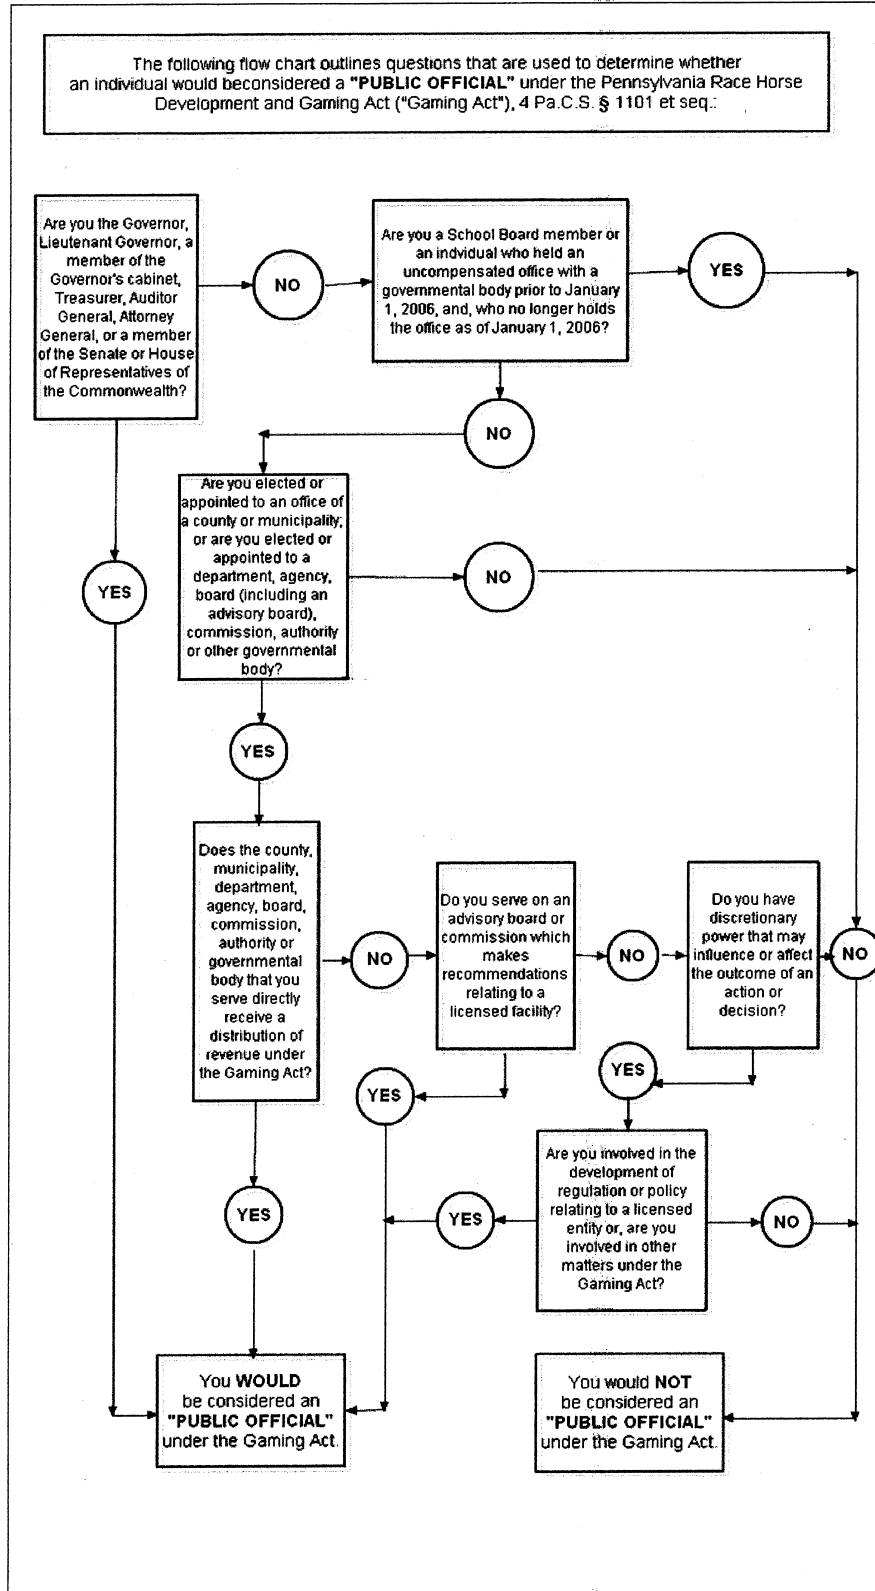 The following flow chart outlines questions that are used to determine whether
an individual would beconsidered a "PUBLIC OFFICIAL" under the Pennsylvania Race Horse
Development and Gaming Act ("Gaming Act"), 4 Pa.C.S. § 1101 et seq.:
Are you the Governor,
Lieutenant Governor, a
member of the
Governor's cabinet,
Treasurer, Auditor
General, Attorney
General, or a member
of the Senate or House
of Representatives of
the Commonwealth?
NO
Are you a School Board member or
an indvidual who held an
uncompensated office with a
governmental body prior to January
1, 2006, and, who no longer holds
the office as of January 1, 2006?
YES
NO
Are you elected or
appointed to an office of
a county or municipality;
or are you elected or
appointed to a
department, agency,
board (including an
advisory board),
commission, authority
or other governmental
body?
NO
YES
YES
Does the county,
municipality,
department,
agency, board,
commission,
authority or
governmental
body that you
serve directly
receive a
distribution of
revenue under
the Gaming Act?
NO
Do you serve on an
advisory board or
commission which
makes
recommendations
relating to a
licensed facility?
NO
Do you have
discretionary
power that may
influence or affect
the outcome of an
action or
decision?
NO
YES
YES
Are you involved in the
development of
regulation or policy
relating to a licensed
entity or, are you
involved in other
matters under the
Gaming Act?
YES
YES
NO
You WOULD
be considered an
"PUBLIC OFFICIAL"
under the Gaming Act.
You would NOT
be considered an
"PUBLIC OFFICIAL"
under the Gaming Act.